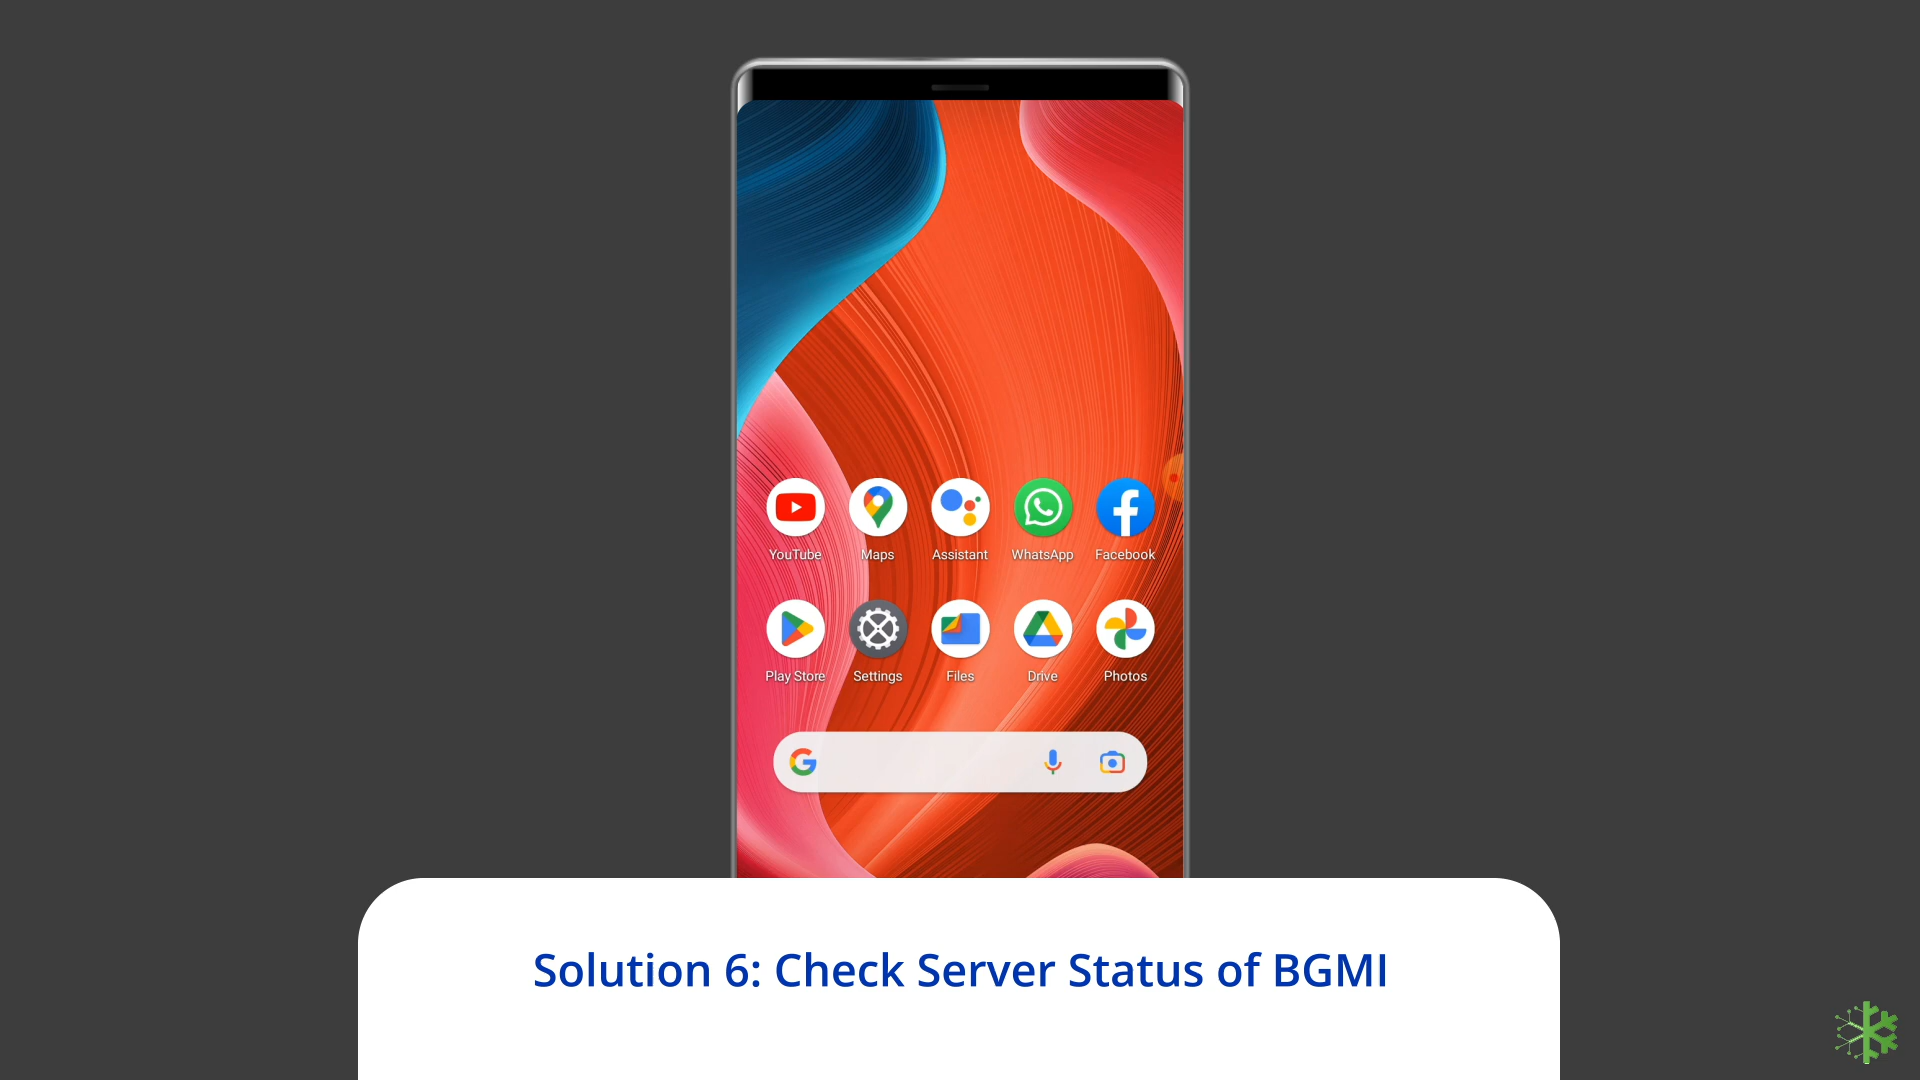 YouTube Maps Assistant WhatsApp Facebook
Play Store Settings Files Drive Photos
Solution 6: Check Server Status of BGMI